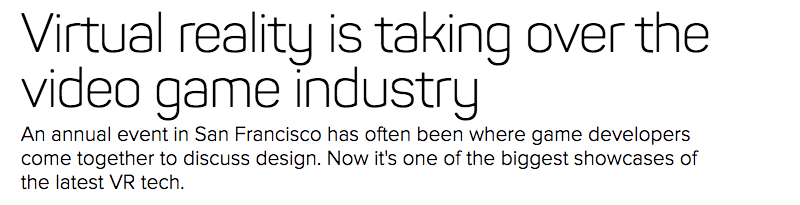 Virtual reality is taking over the
video game industry
An annual event in San Francisco has often been where game developers
come together to discuss design. Now it's one of the biggest showcases of
the latest VR tech.